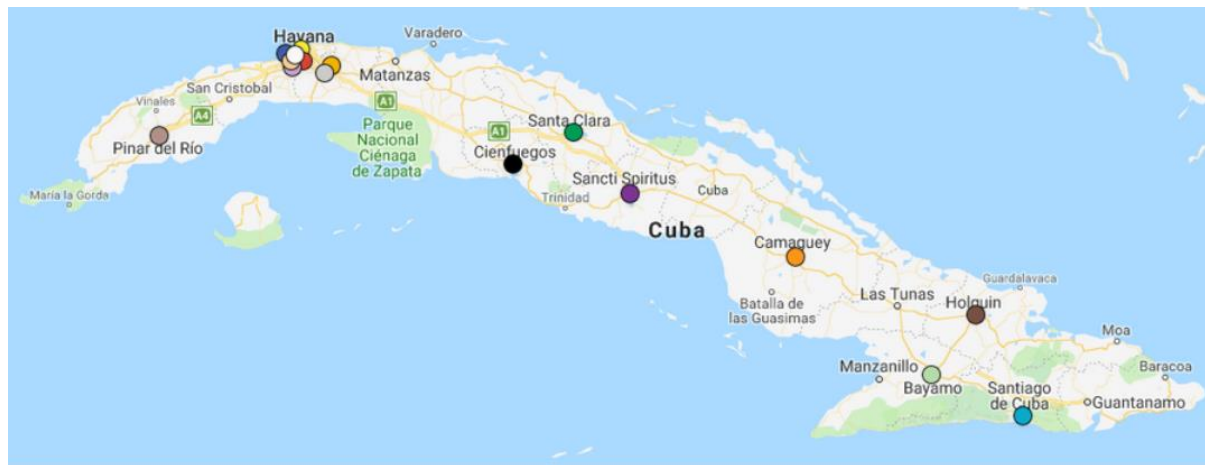 Havana
Varadero
Matanzas
San Cristobal
Vinales
A4
A1
Parque
Nacional
Ciénaga
de Zapata
Pinar del Río
María la Gorda
A1
Santa Clara
Cienfuegos
Sancti Spiritus
Trinidad
Cuba
Cuba
Camaguey
Batalla de
las Guasimas
Las Tunas
Guardalavaca
Holguin
Moa
Manzanillo
Bayamo
Santiago
de Cuba
Baracoa
Guantanamo